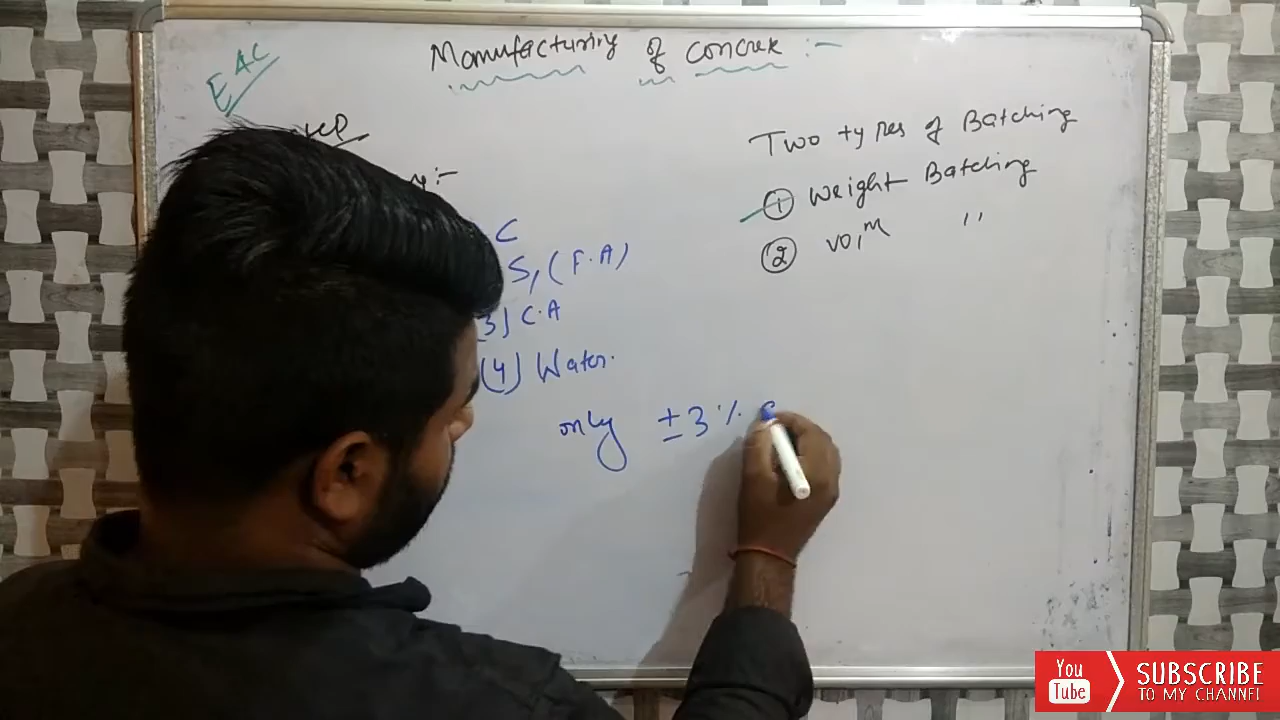 EAC
Manufacturing of concrete :-
Two types of Batching
① Weight Batching
② Volm "
C
S, (F.A)
3) C.A
(4) Water.
only ±3%
You Tube
SUBSCRIBE
TO MY CHANNEL